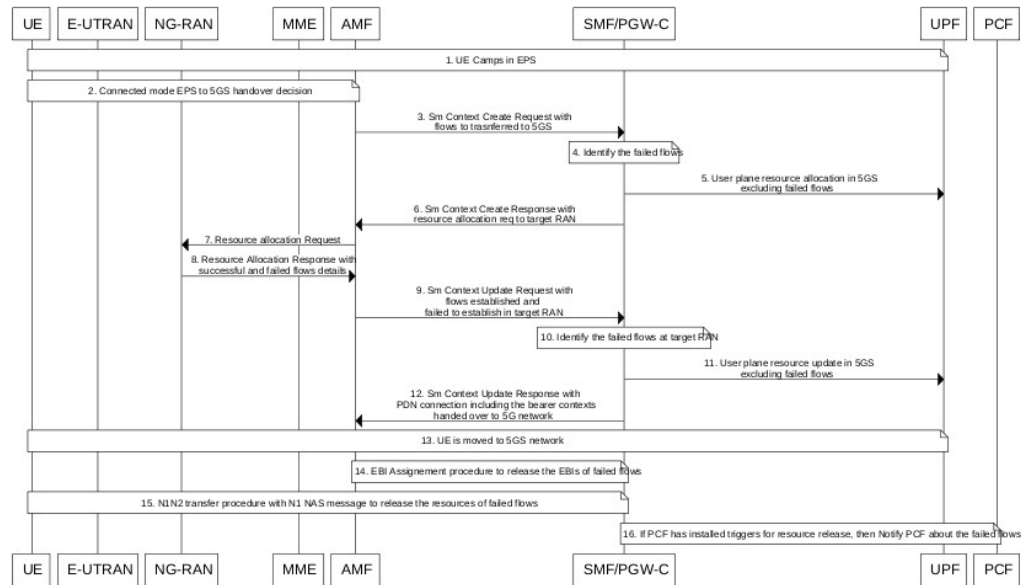 UE E-UTRAN NG-RAN MME AMF SMF/PGW-C UPF PCF
1. UE Camps in EPS
2. Connected mode EPS to 5GS handover decision
3. Sm Context Create Request with
flows to trasnferred to 5GS
4. Identify the failed flows
5. User plane resource allocation in 5GS
excluding failed flows
6. Sm Context Create Response with
resource allocation req to target RAN
7. Resource allocation Request
8. Resource Allocation Response with
successful and failed flows details
9. Sm Context Update Request with
flows established and
failed to establish in target RAN
10. Identify the failed flows at target RAN
11. User plane resource update in 5GS
excluding failed flows
12. Sm Context Update Response with
PDN connection including the bearer contexts
handed over to 5G network
13. UE is moved to 5GS network
14. EBI Assignement procedure to release the EBIs of failed flows
15. N1N2 transfer procedure with N1 NAS message to release the resources of failed flows
16. If PCF has installed triggers for resource release, then Notify PCF about the failed flows
UE E-UTRAN NG-RAN MME AMF SMF/PGW-C UPF PCF